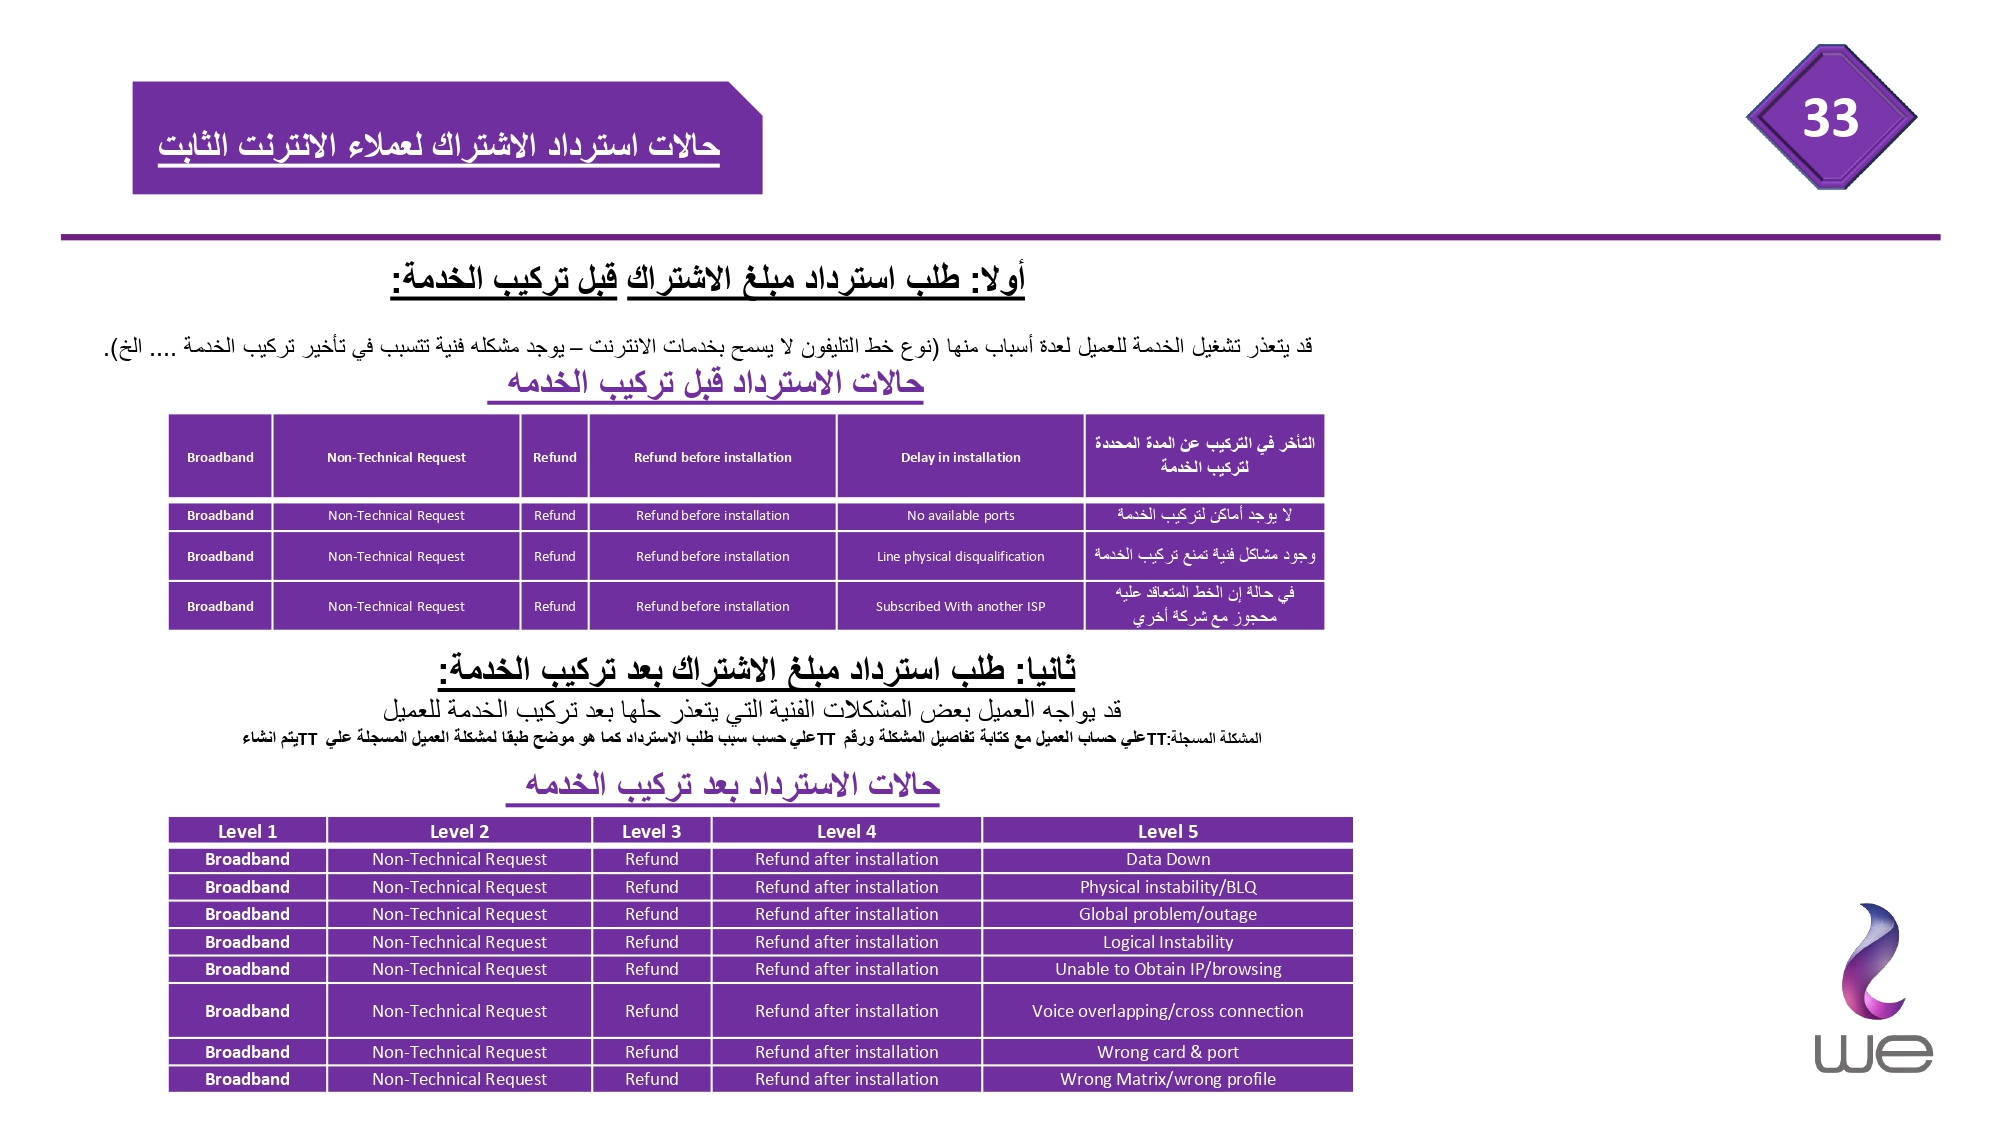 33
حالات استرداد الاشتراك لعملاء الانترنت الثابت
أولا: طلب استرداد مبلغ الاشتراك قبل تركيب الخدمة:
قد يتعذر تشغيل الخدمة للعميل لعدة أسباب منها (نوع خط التليفون لا يسمح بخدمات الانترنت – يوجد مشكله فنية تتسبب في تأخير تركيب الخدمة .... الخ).
حالات الاسترداد قبل تركيب الخدمه
Broadband Non-Technical Request Refund Refund before installation Delay in installation التأخر في التركيب عن المدة المحددة
لتركيب الخدمة
Broadband Non-Technical Request Refund Refund before installation No available ports لا يوجد أماكن لتركيب الخدمة
Broadband Non-Technical Request Refund Refund before installation Line physical disqualification وجود مشاكل فنية تمنع تركيب الخدمة
Broadband Non-Technical Request Refund Refund before installation Subscribed With another ISP في حالة إن الخط المتعاقد عليه
محجوز مع شركة أخري
ثانيا: طلب استرداد مبلغ الاشتراك بعد تركيب الخدمة:
قد يواجه العميل بعض المشكلات الفنية التي يتعذر حلها بعد تركيب الخدمة للعميل
المشكلة المسجلة:TTعلي حساب العميل مع كتابة تفاصيل المشكلة ورقم TTعلي حسب سبب طلب الاسترداد كما هو موضح طبقا لمشكلة العميل المسجلة علي TTيتم انشاء
حالات الاسترداد بعد تركيب الخدمه
Level 1 Level 2 Level 3 Level 4 Level 5
Broadband Non-Technical Request Refund Refund after installation Data Down
Broadband Non-Technical Request Refund Refund after installation Physical instability/BLQ
Broadband Non-Technical Request Refund Refund after installation Global problem/outage
Broadband Non-Technical Request Refund Refund after installation Logical Instability
Broadband Non-Technical Request Refund Refund after installation Unable to Obtain IP/browsing
Broadband Non-Technical Request Refund Refund after installation Voice overlapping/cross connection
Broadband Non-Technical Request Refund Refund after installation Wrong card & port
Broadband Non-Technical Request Refund Refund after installation Wrong Matrix/wrong profile
we